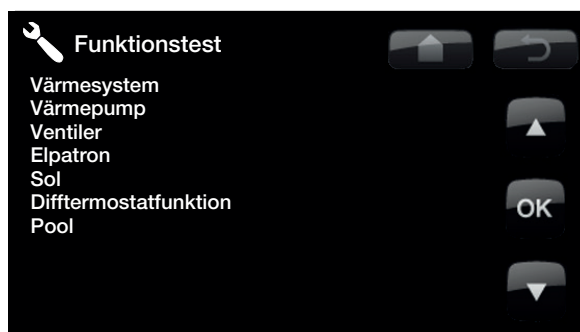 Funktionstest
Värmesystem
Värmepump
Ventiler
Elpatron
Sol
Difftermostatfunktion
Pool
OK